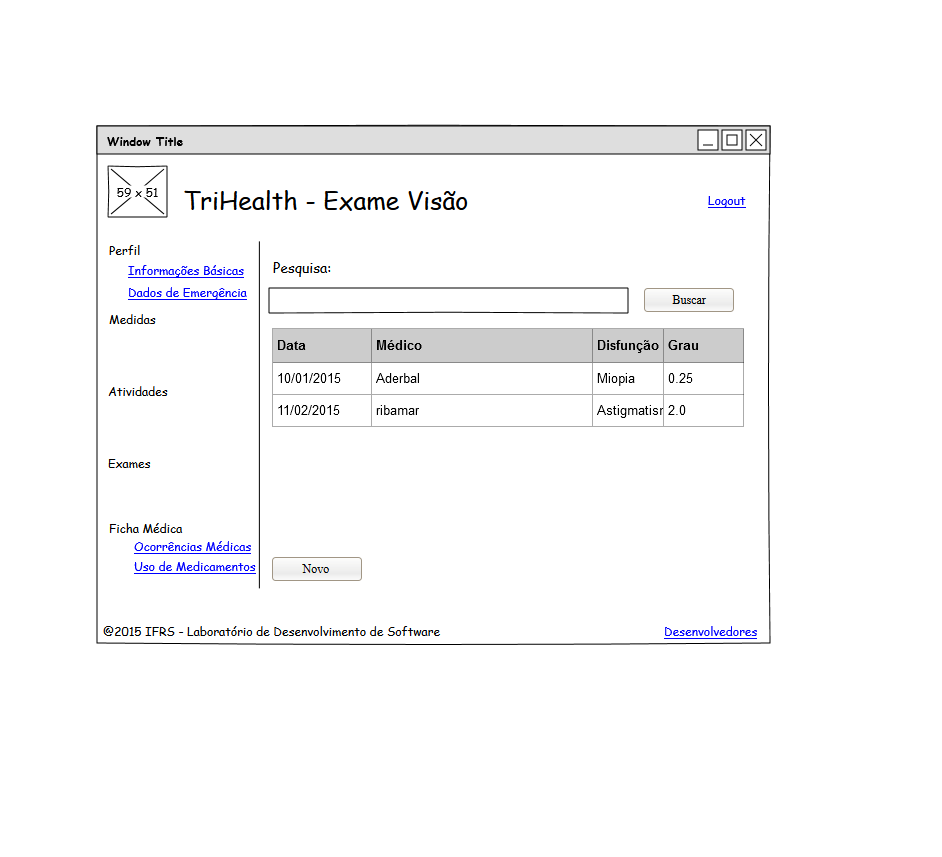 Window Title
59 x 51
TriHealth - Exame Visão
Logout
Perfil
Informações Básicas
Dados de Emergência
Medidas
Atividades
Exames
Ficha Médica
Ocorrências Médicas
Uso de Medicamentos
Pesquisa:
Buscar
Data Médico Disfunção Grau
10/01/2015 Aderbal Miopia 0.25
11/02/2015 ribamar Astigmatisr 2.0
Novo
@2015 IFRS - Laboratório de Desenvolvimento de Software
Desenvolvedores